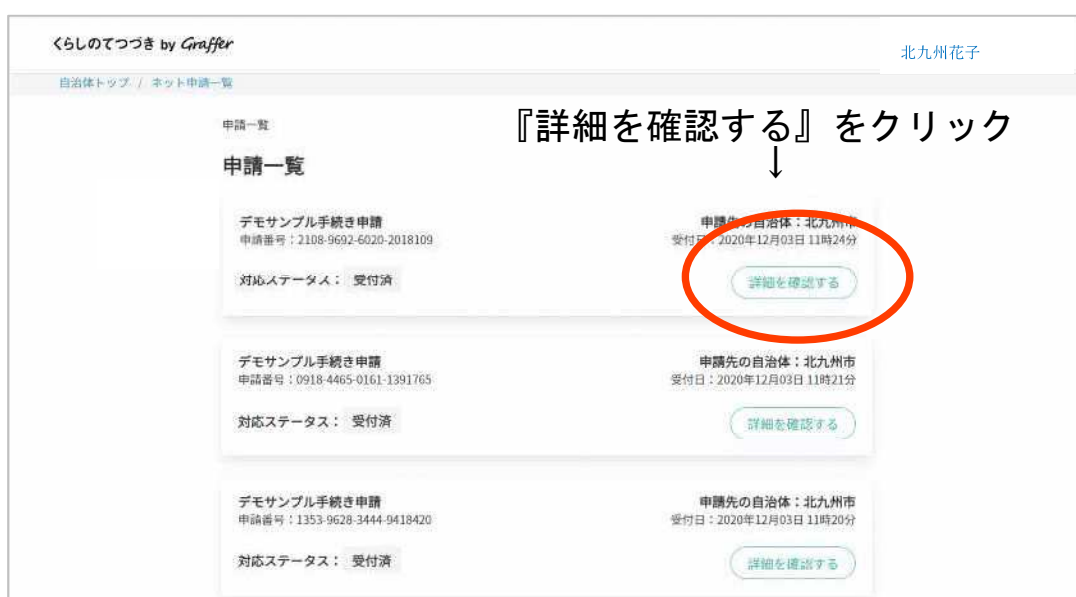 くらしのてつづき by Graffer
北九州花子
自治体トップ / ネット申請一覧
申請一覧
『詳細を確認する』をクリック
↓
申請一覧
デモサンプル手続き申請
申請先の自治体：北九州市
申請番号：2108-9692-6020-2018109
受付日：2020年12月03日 11時24分
対応ステータス： 受付済
詳細を確認する
デモサンプル手続き申請
申請先の自治体：北九州市
申請番号：0918-4465-0161-1391765
受付日：2020年12月03日 11時21分
対応ステータス： 受付済
詳細を確認する
デモサンプル手続き申請
申請先の自治体：北九州市
申請番号：1353-9628-3444-9418420
受付日：2020年12月03日 11時20分
対応ステータス： 受付済
詳細を確認する